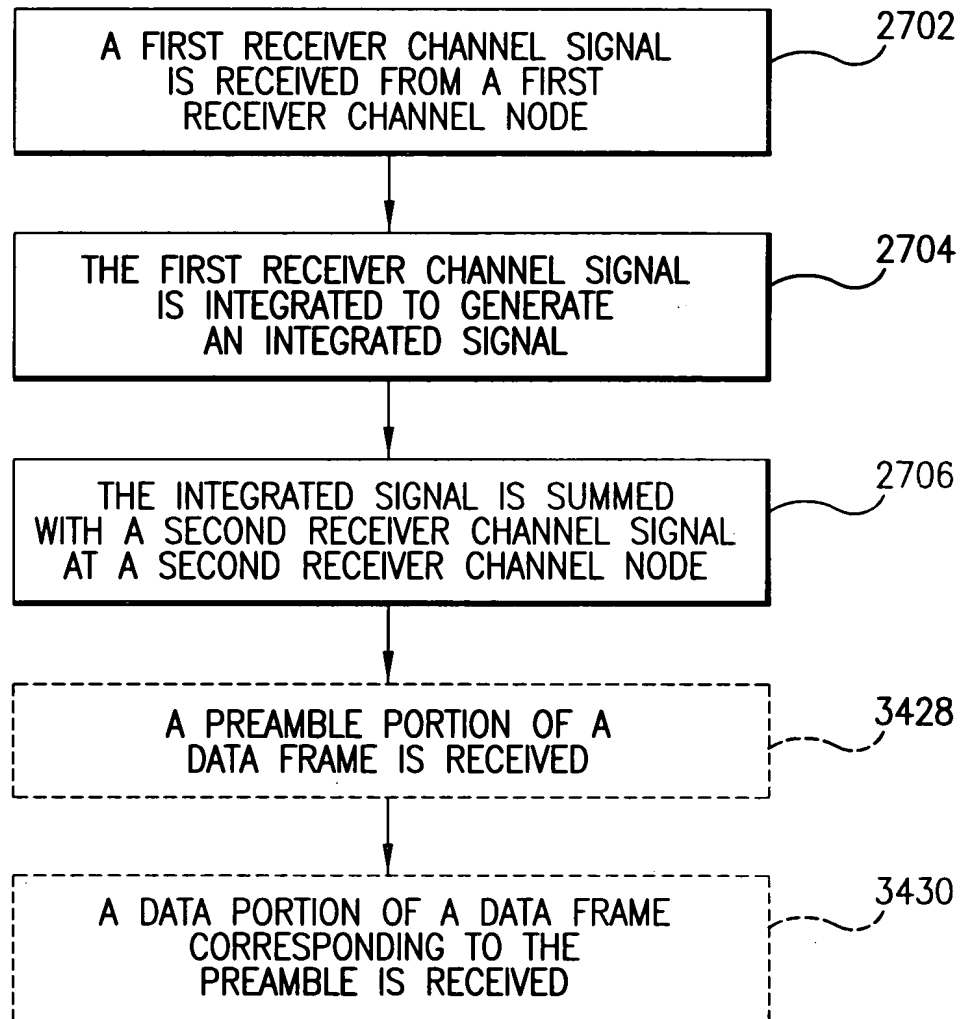 A FIRST RECEIVER CHANNEL SIGNAL
IS RECEIVED FROM A FIRST
RECEIVER CHANNEL NODE
2702
THE FIRST RECEIVER CHANNEL SIGNAL
IS INTEGRATED TO GENERATE
AN INTEGRATED SIGNAL
2704
THE INTEGRATED SIGNAL IS SUMMED
WITH A SECOND RECEIVER CHANNEL SIGNAL
AT A SECOND RECEIVER CHANNEL NODE
2706
A PREAMBLE PORTION OF A
DATA FRAME IS RECEIVED
3428
A DATA PORTION OF A DATA FRAME
CORRESPONDING TO THE
PREAMBLE IS RECEIVED
3430